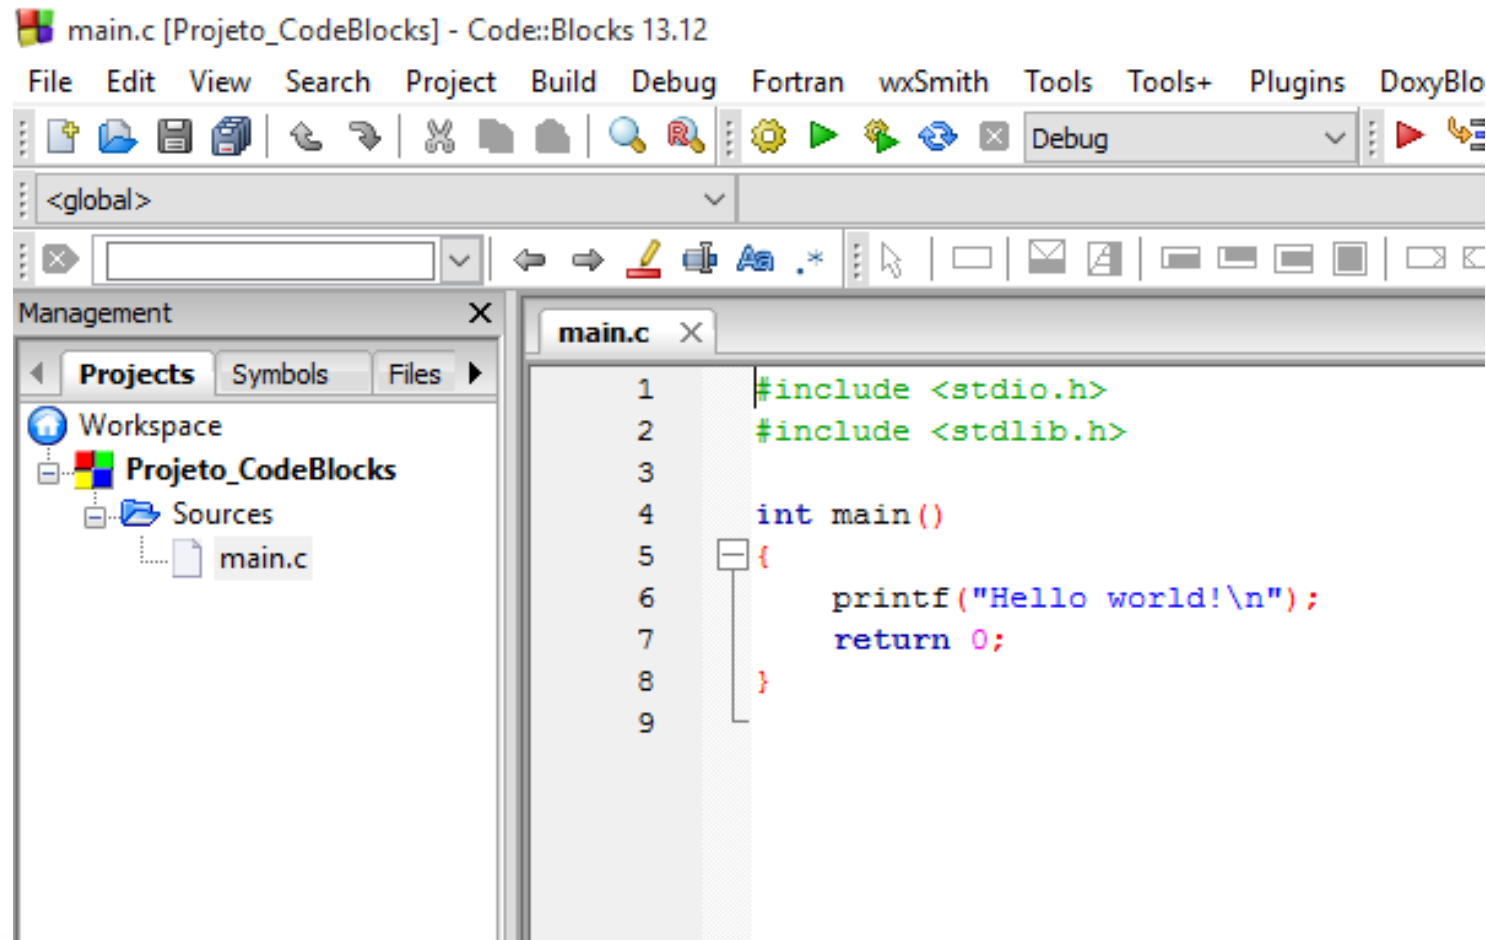 main.c [Projeto_CodeBlocks] - Code::Blocks 13.12
File Edit View Search Project Build Debug Fortran wxSmith Tools Tools+ Plugins DoxyBlo
Debug
<global>
Management
Projects Symbols Files
main.c
Workspace
Projeto_CodeBlocks
Sources
main.c
1 #include <stdio.h>
2 #include <stdlib.h>
3
4 int main()
5 {
6 printf("Hello world!\n");
7 return 0;
8 }
9